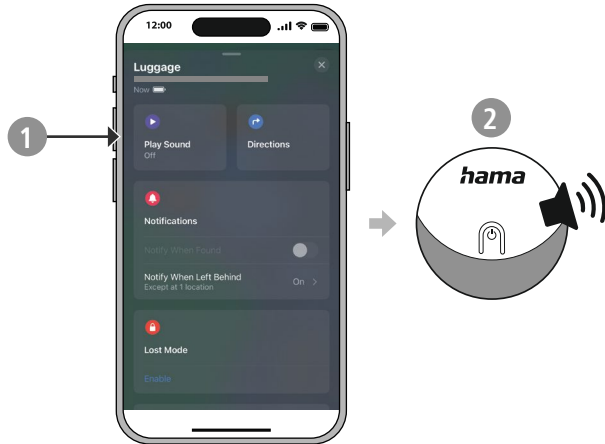 12:00
Luggage
Now
Play Sound
Off
Directions
Notifications
Notify When Found
Notify When Left Behind
Except at 1 location
On
Lost Mode
Enable
1
2
hama